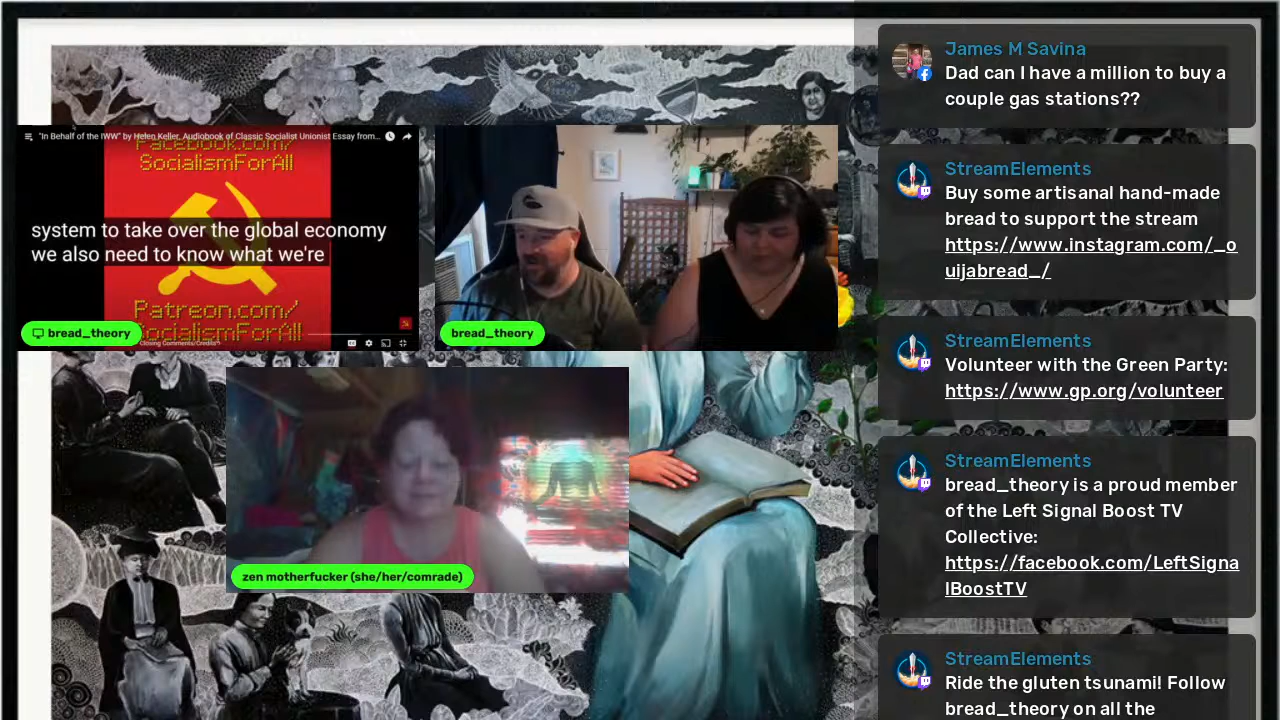 "In Behalf of the IWW" by Helen Keller, Audiobook of Classic Socialist Unionist Essay from...
Facebook.com/
SocialismForAll
system to take over the global economy
we also need to know what we're
Patreon.com/
SocialismForAll
bread_theory
Closing Comments/Credits
bread_theory
zen motherfucker (she/her/comrade)
James M Savina
Dad can I have a million to buy a
couple gas stations??
StreamElements
Buy some artisanal hand-made
bread to support the stream
https://www.instagram.com/_o
uijabread_/
StreamElements
Volunteer with the Green Party:
https://www.gp.org/volunteer
StreamElements
bread_theory is a proud member
of the Left Signal Boost TV
Collective:
https://facebook.com/LeftSigna
lBoostTV
StreamElements
Ride the gluten tsunami! Follow
bread_theory on all the